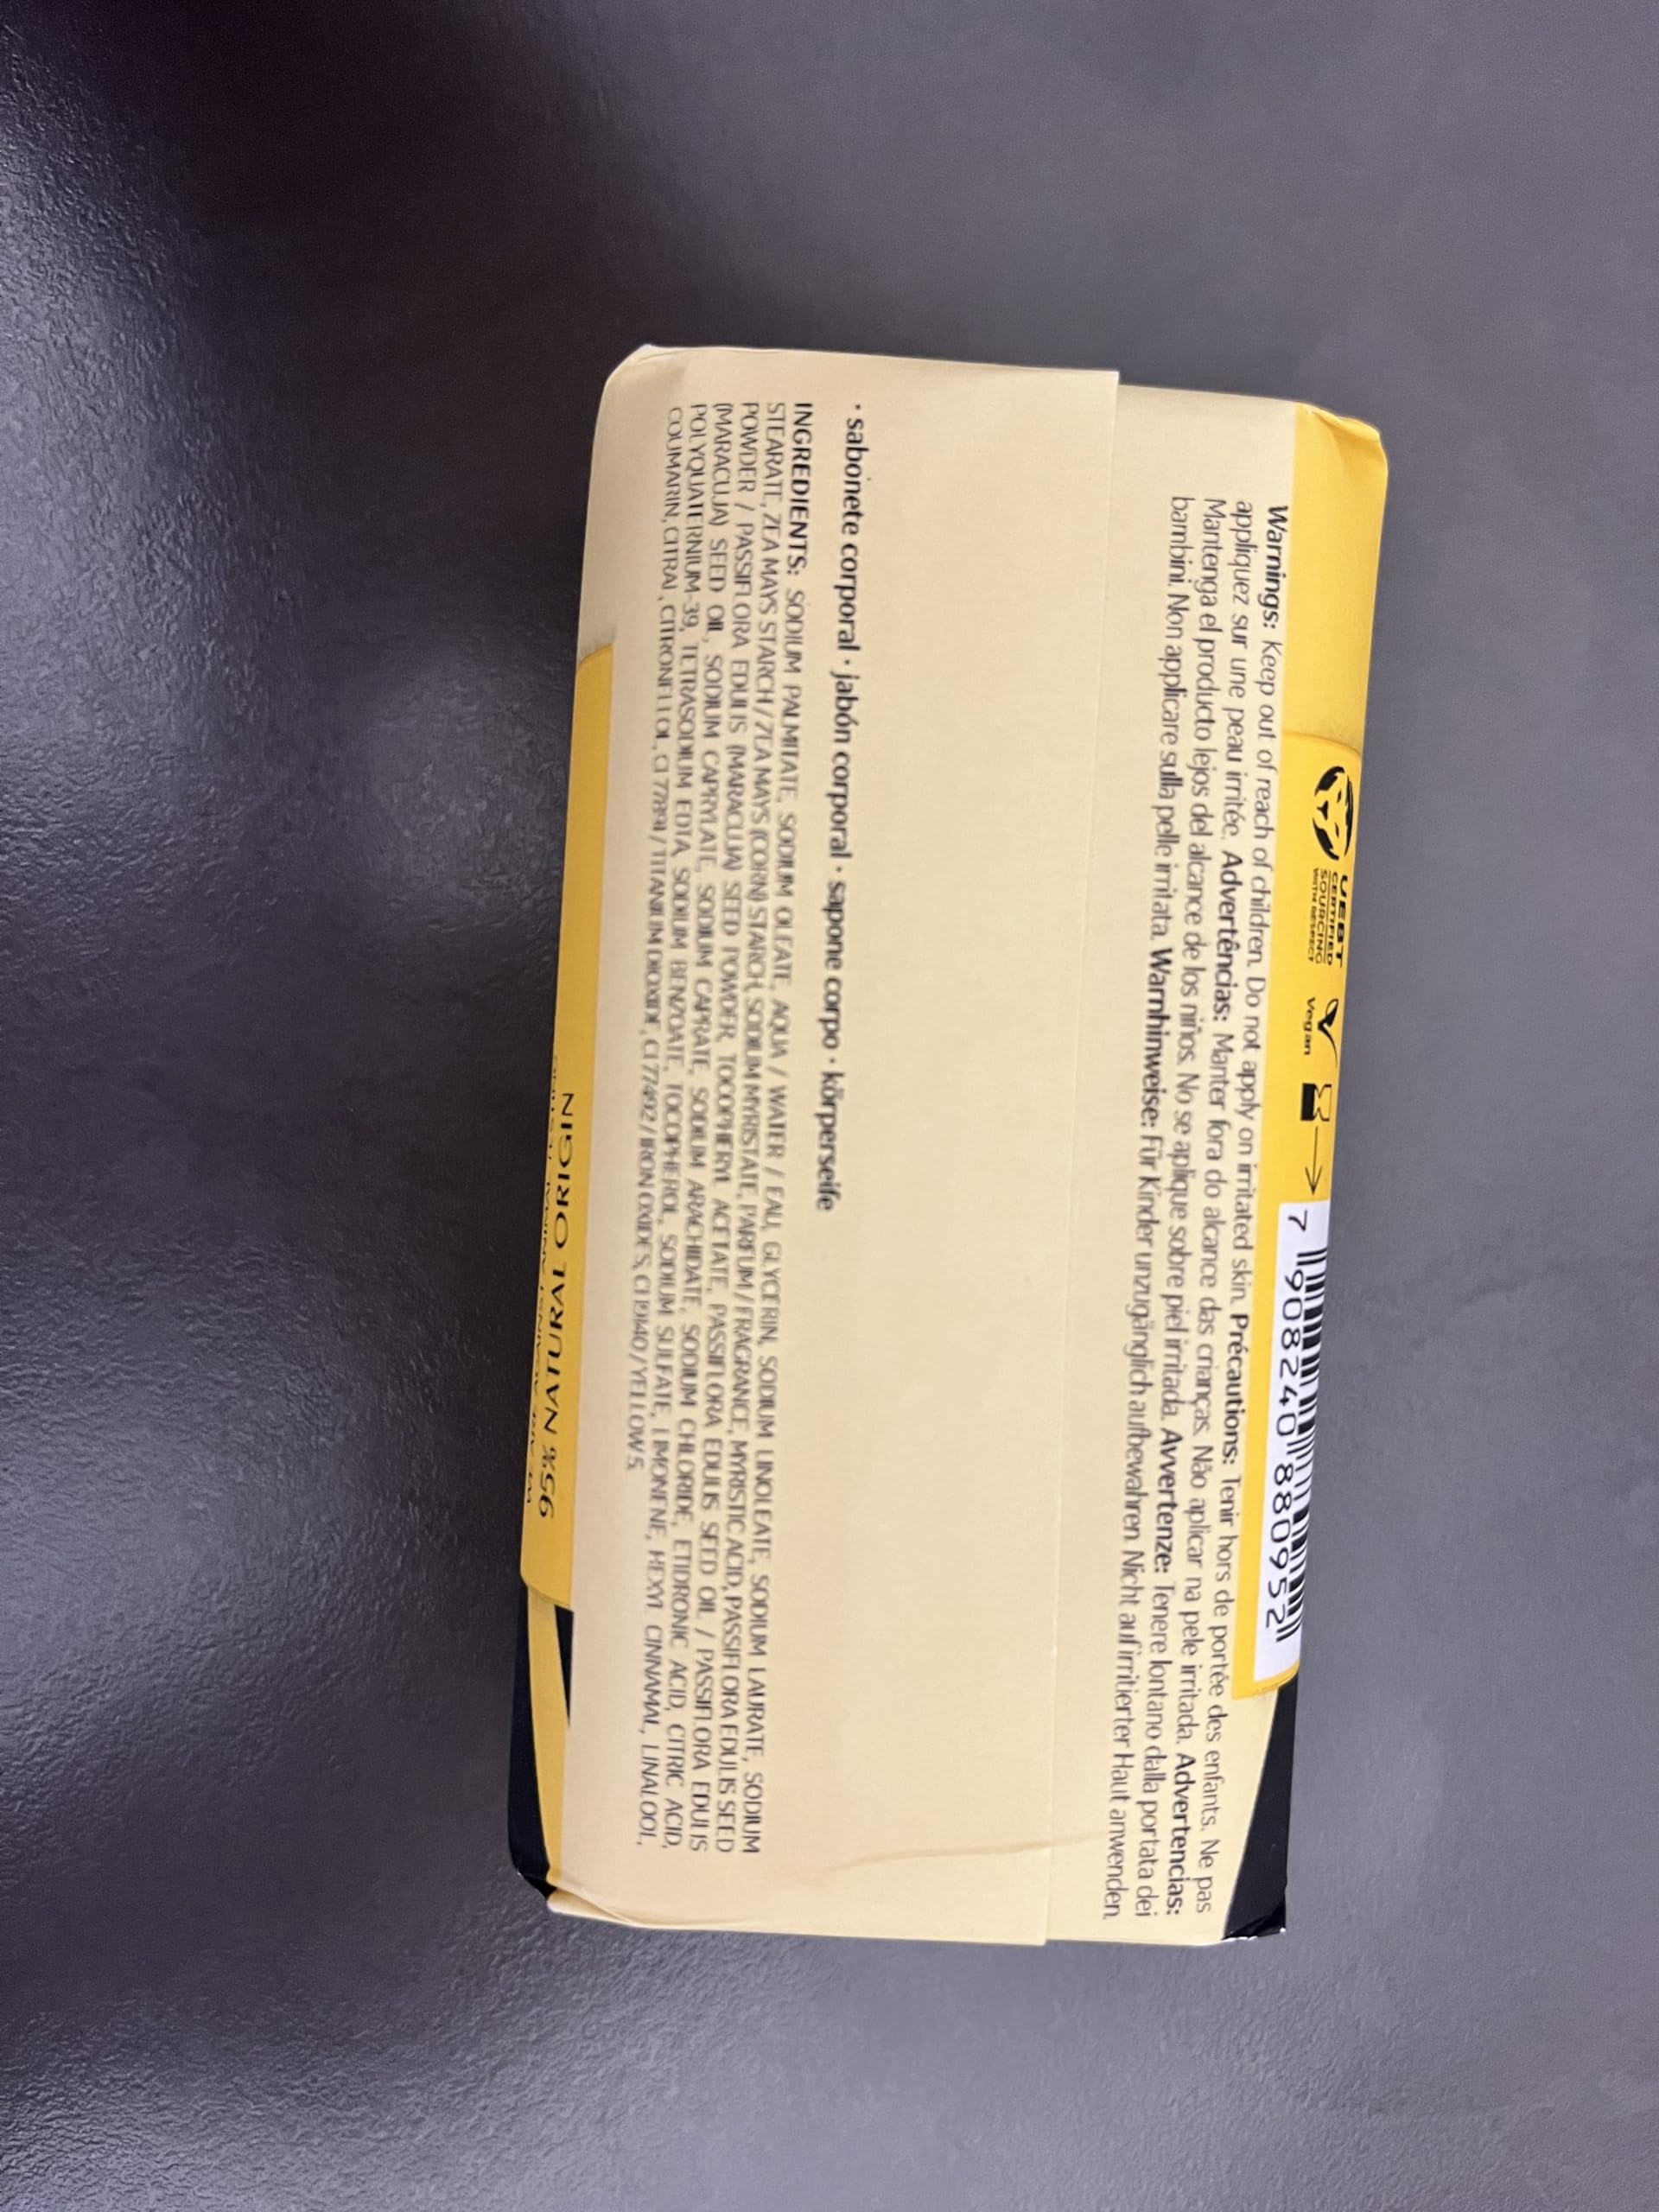 UEBT
CERTIFIED
SOURCING
WITH RESPECT
Vegan
7 908240 880952
Warnings: Keep out of reach of children. Do not apply on irritated skin. Précautions: Tenir hors de portée des enfants. Ne pas
appliquez sur une peau irritée. Advertências: Manter fora do alcance das crianças. Não aplicar na pele irritada. Advertencias:
Mantenga el producto lejos del alcance de los niños. No se aplique sobre piel irritada. Avvertenze: Tenere lontano dalla portata dei
bambini. Non applicare sulla pelle irritata. Warnhinweise: Für Kinder unzugänglich aufbewahren. Nicht auf irritierter Haut anwenden.
• sabonete corporal • jabón corporal • sapone corpo • körperseife
INGREDIENTS: SODIUM PALMITATE, SODIUM OLEATE, AQUA / WATER / EAU, GLYCERIN, SODIUM LINOLEATE, SODIUM LAURATE, SODIUM
STEARATE, ZEA MAYS STARCH / ZEA MAYS (CORN) STARCH, SODIUM MYRISTATE, PARFUM / FRAGRANCE, MYRISTIC ACID, PASSIFLORA EDULIS SEED
POWDER / PASSIFLORA EDULIS (MARACUJA) SEED POWDER, TOCOPHERYL ACETATE, PASSIFLORA EDULIS SEED OIL / PASSIFLORA EDULIS
(MARACUJA) SEED OIL, SODIUM CAPRYLATE, SODIUM CAPRATE, SODIUM ARACHIDATE, SODIUM CHLORIDE, ETIDRONIC ACID, CITRIC ACID,
POLYQUATERNIUM-39, TETRASODIUM EDTA, SODIUM BENZOATE, TOCOPHEROL, SODIUM SULFATE, LIMONENE, HEXYL CINNAMAL, LINALOOL,
COUMARIN, CITRAL, CITRONELLOL, CI 77891 / TITANIUM DIOXIDE, CI 77492 / IRON OXIDES, CI 19140 / YELLOW 5.
95% NATURAL ORIGIN